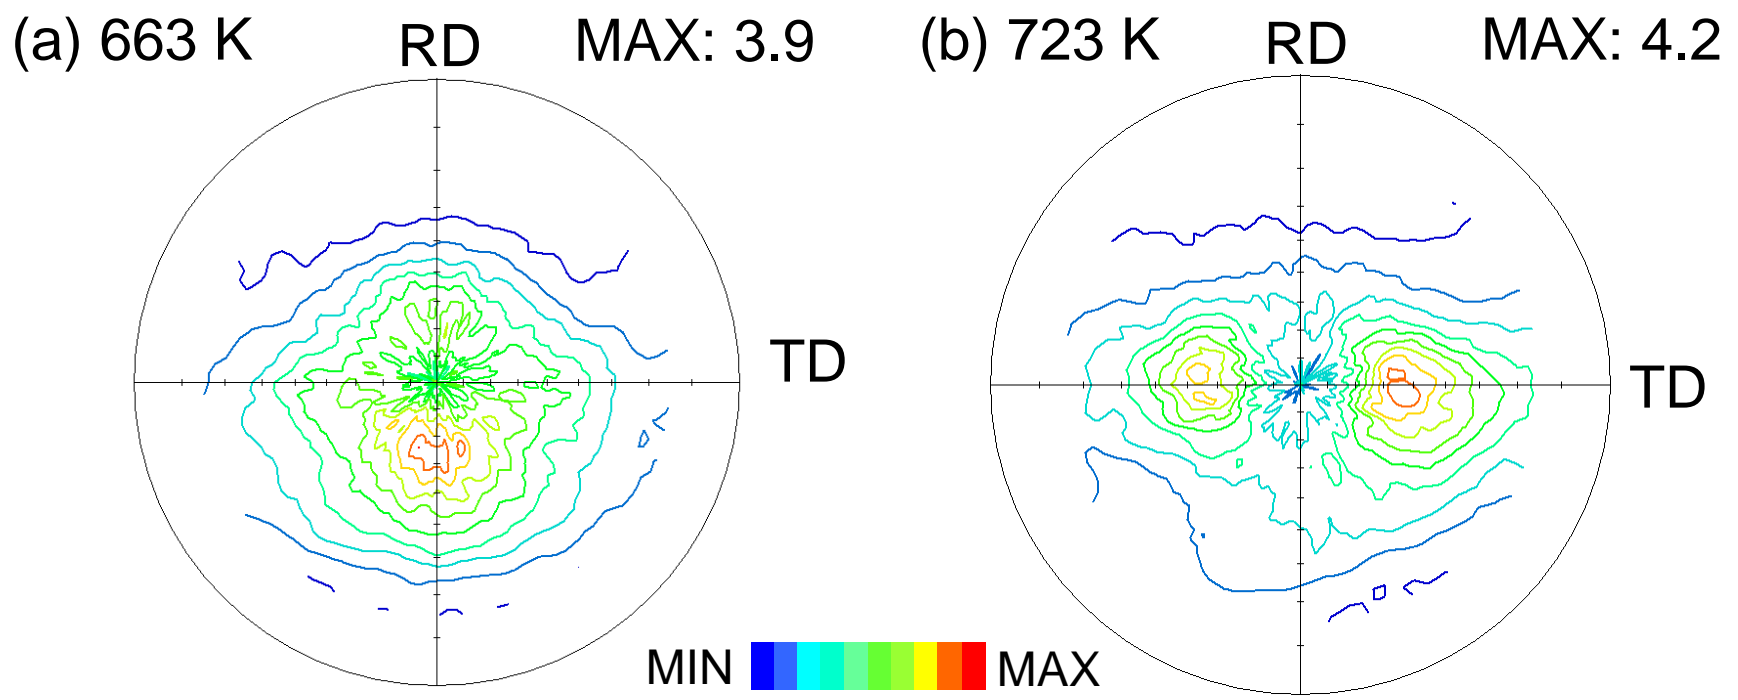 (a) 663 K RD MAX: 3.9
(b) 723 K RD MAX: 4.2
TD
TD
MIN MAX